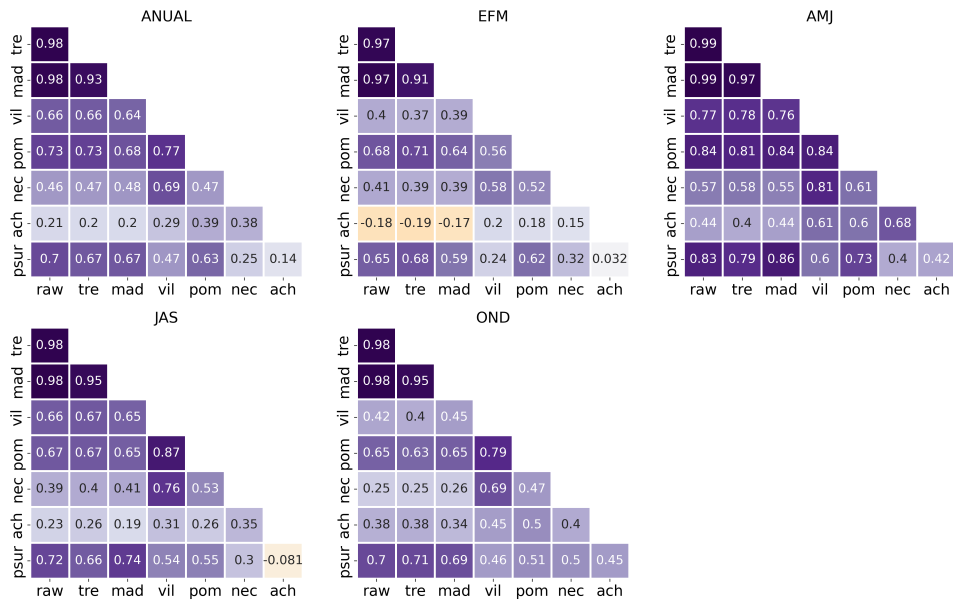 ANUAL
tre 0.98
mad 0.98 0.93
vil 0.66 0.66 0.64
pom 0.73 0.73 0.68 0.77
nec 0.46 0.47 0.48 0.69 0.47
ach 0.21 0.2 0.2 0.29 0.39 0.38
psur 0.7 0.67 0.67 0.47 0.63 0.25 0.14
raw tre mad vil pom nec ach
EFM
tre 0.97
mad 0.97 0.91
vil 0.4 0.37 0.39
pom 0.68 0.71 0.64 0.56
nec 0.41 0.39 0.39 0.58 0.52
ach -0.18 -0.19 -0.17 0.2 0.18 0.15
psur 0.65 0.68 0.59 0.24 0.62 0.32 0.032
raw tre mad vil pom nec ach
AMJ
tre 0.99
mad 0.99 0.97
vil 0.77 0.78 0.76
pom 0.84 0.81 0.84 0.84
nec 0.57 0.58 0.55 0.81 0.61
ach 0.44 0.4 0.44 0.61 0.6 0.68
psur 0.83 0.79 0.86 0.6 0.73 0.4 0.42
raw tre mad vil pom nec ach
JAS
tre 0.98
mad 0.98 0.95
vil 0.66 0.67 0.65
pom 0.67 0.67 0.65 0.87
nec 0.39 0.4 0.41 0.76 0.53
ach 0.23 0.26 0.19 0.31 0.26 0.35
psur 0.72 0.66 0.74 0.54 0.55 0.3 -0.081
raw tre mad vil pom nec ach
OND
tre 0.98
mad 0.98 0.95
vil 0.42 0.4 0.45
pom 0.65 0.63 0.65 0.79
nec 0.25 0.25 0.26 0.69 0.47
ach 0.38 0.38 0.34 0.45 0.5 0.4
psur 0.7 0.71 0.69 0.46 0.51 0.5 0.45
raw tre mad vil pom nec ach